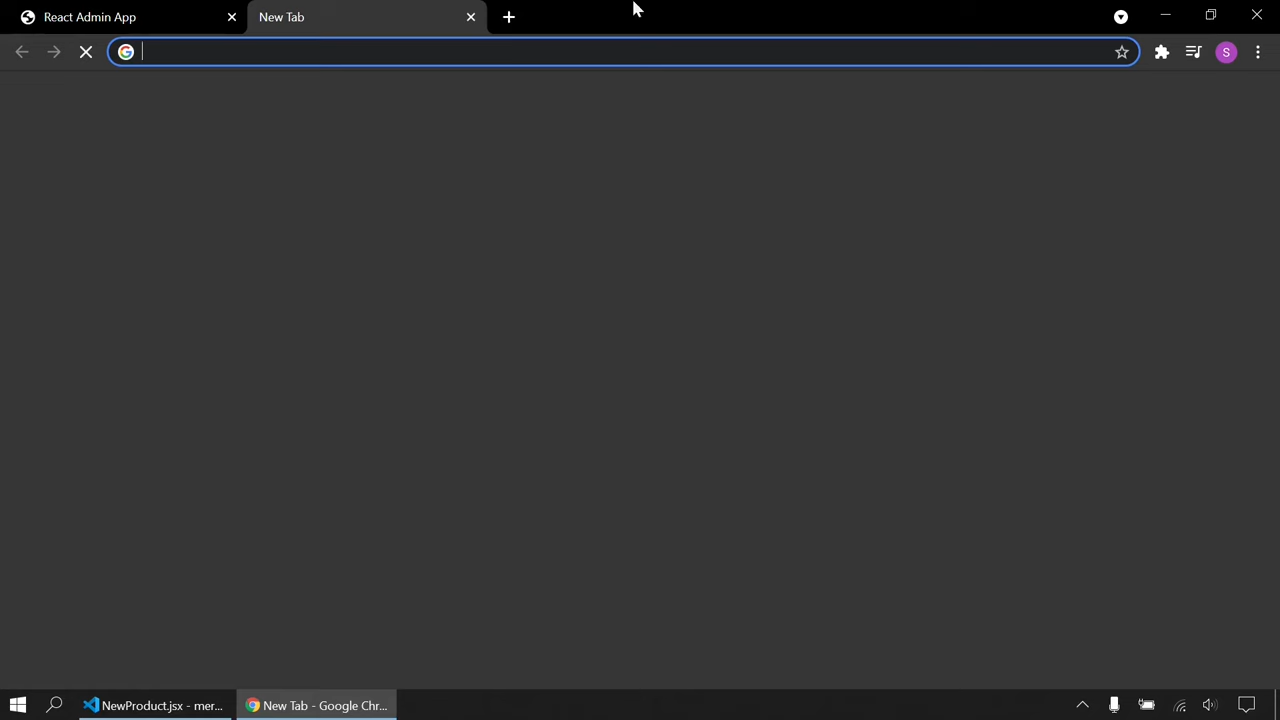 React Admin App
New Tab
S
NewProduct.jsx - mer...
New Tab - Google Chr...